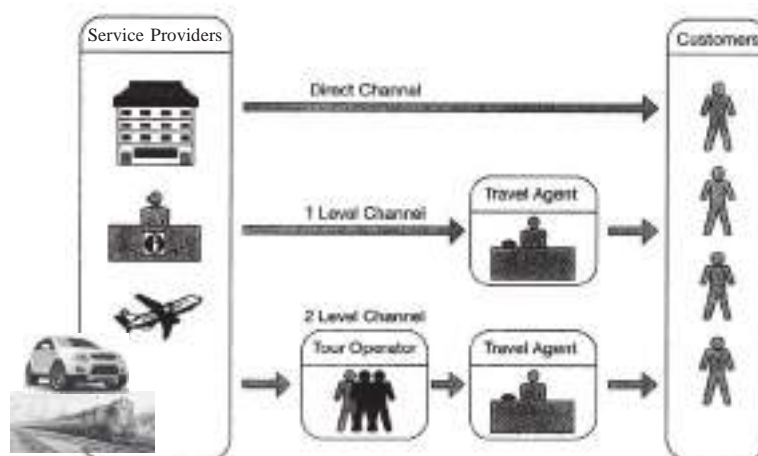 Service Providers
Customers
Direct Channel
1 Level Channel
Travel Agent
2 Level Channel
Tour Operator
Travel Agent